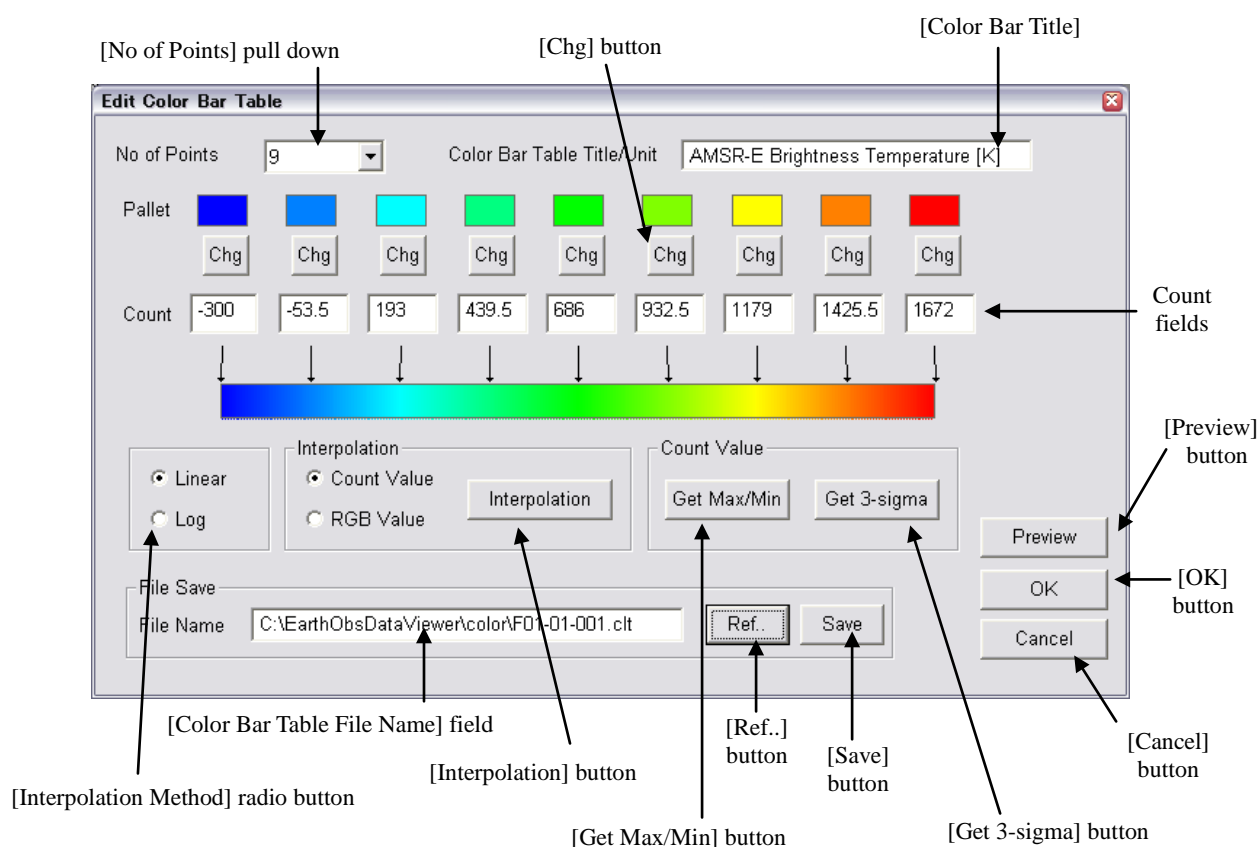 [Color Bar Title]
[No of Points] pull down
[Chg] button
Edit Color Bar Table
No of Points
9
Color Bar Table Title/Unit
AMSR-E Brightness Temperature [K]
Pallet
Chg Chg Chg Chg Chg Chg Chg Chg Chg
Count -300 -53.5 193 439.5 686 932.5 1179 1425.5 1672
Count
fields
[Preview]
button
Interpolation
Count Value
Linear
Log
Count Value
RGB Value
Interpolation
Get Max/Min
Get 3-sigma
Preview
OK
Cancel
[OK]
button
File Save
File Name
C:\EarthObsDataViewer\color\F01-01-001.clt
Ref..
Save
[Color Bar Table File Name] field
[Ref..]
button
[Save]
button
[Cancel]
button
[Interpolation] button
[Interpolation Method] radio button
[Get Max/Min] button
[Get 3-sigma] button